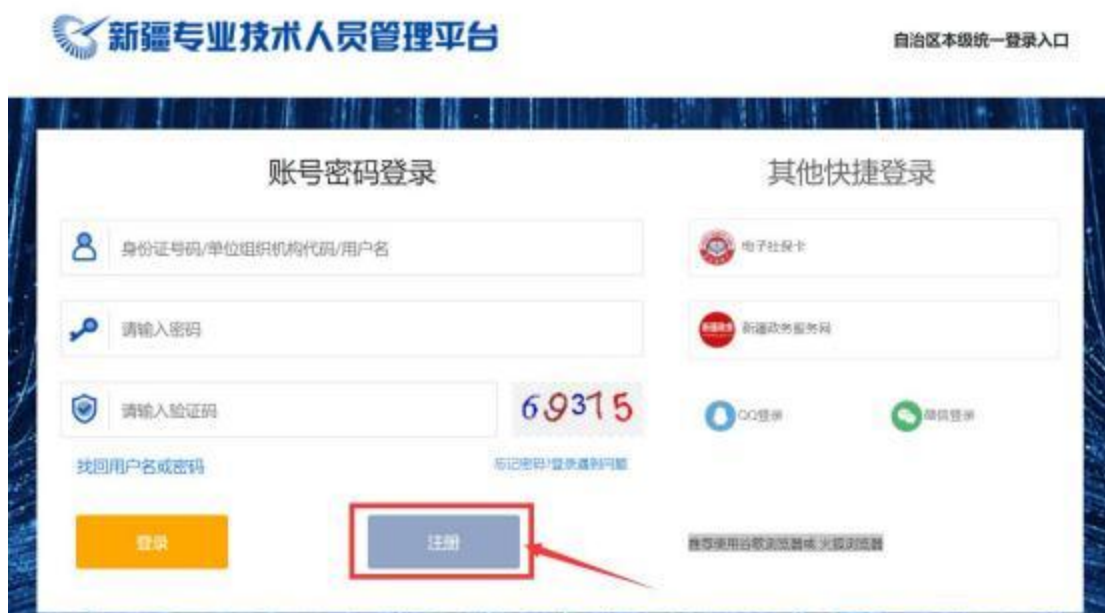 新疆专业技术人员管理平台
自治区本级统一登录入口
账号密码登录
其他快捷登录
身份证号码/单位组织机构代码/用户名
电子社保卡
请输入密码
新疆政务服务网
请输入验证码
69375
QQ登录
微信登录
找回用户名或密码
忘记密码?登录遇到问题
登录
注册
推荐使用谷歌浏览器或 火狐浏览器